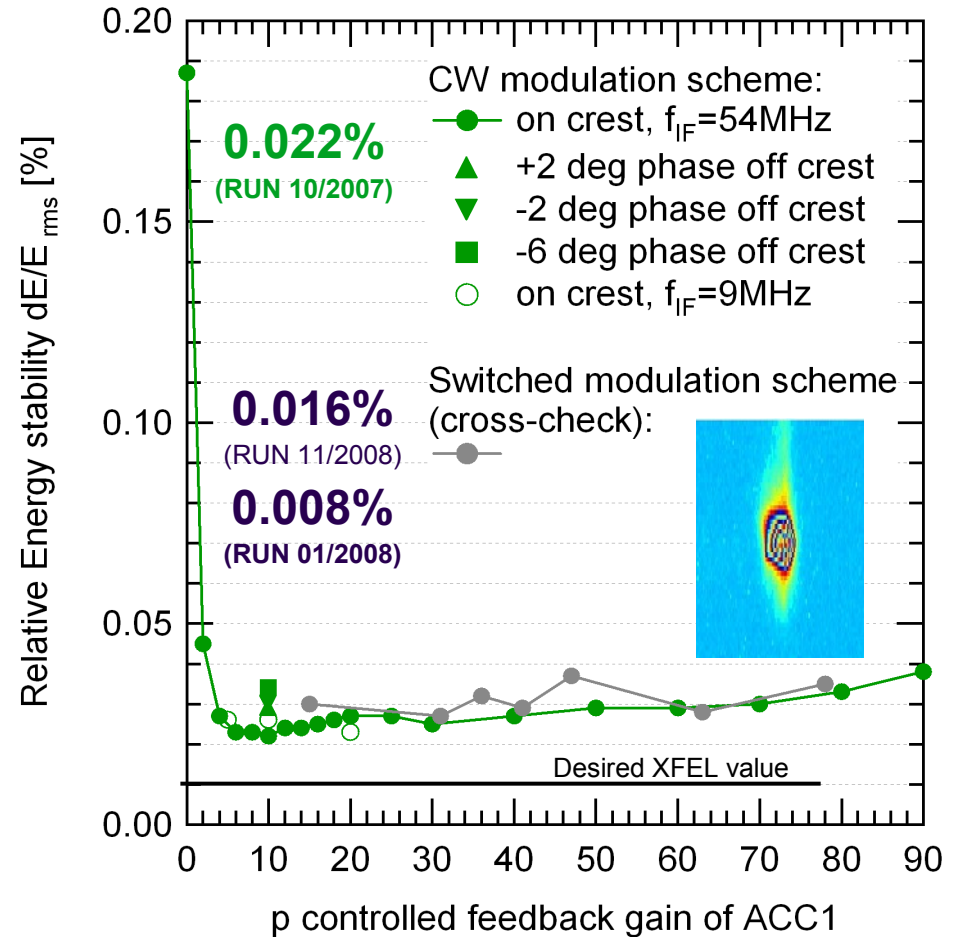 0.20
0.15
0.10
0.05
0.00
Relative Energy stability dE/E rms [%]
0.022%
(RUN 10/2007)
CW modulation scheme:
on crest, fIF=54MHz
+2 deg phase off crest
-2 deg phase off crest
-6 deg phase off crest
on crest, fIF=9MHz
0.016%
(RUN 11/2008)
0.008%
(RUN 01/2008)
Switched modulation scheme
(cross-check):
Desired XFEL value
0 10 20 30 40 50 60 70 80 90
p controlled feedback gain of ACC1